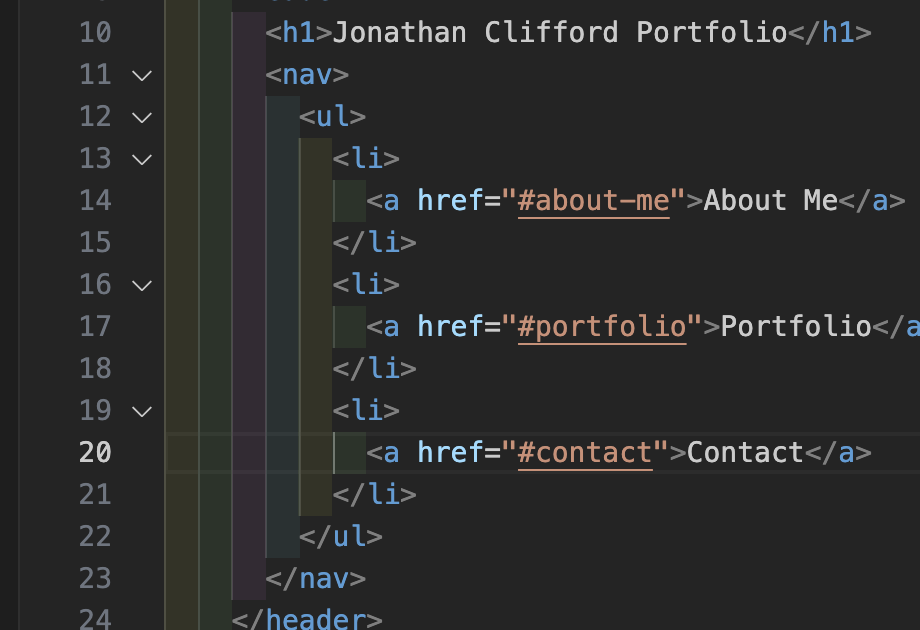 10 <h1>Jonathan Clifford Portfolio</h1>
11 <nav>
12 <ul>
13 <li>
14 <a href="#about-me">About Me</a>
15 </li>
16 <li>
17 <a href="#portfolio">Portfolio</a
18 </li>
19 <li>
20 <a href="#contact">Contact</a>
21 </li>
22 </ul>
23 </nav>
24 </header>